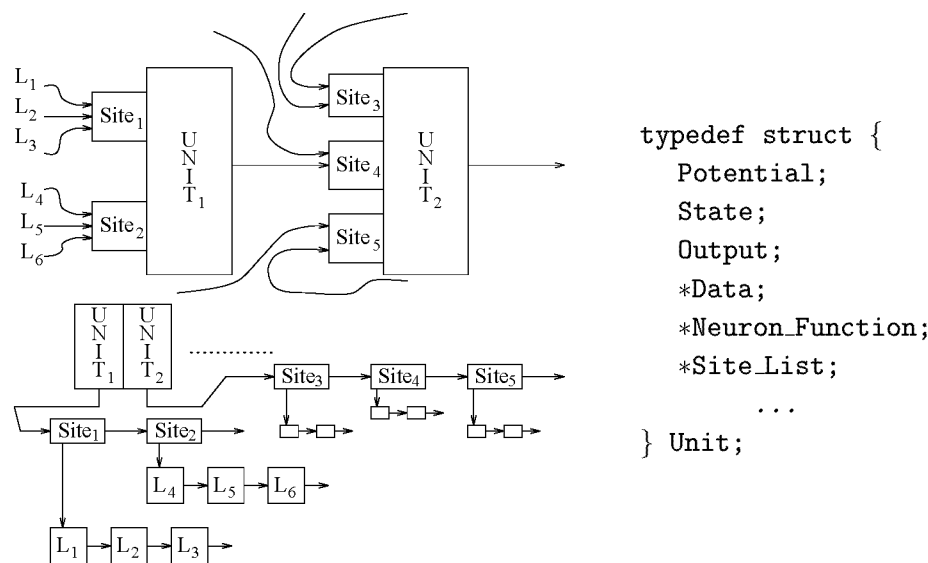 L₁
L₂
L₃
Site₁
UNIT₁
L₄
L₅
L₆
Site₂
Site₃
Site₄
Site₅
UNIT₂
UNIT₁
UNIT₂
Site₃
Site₄
Site₅
Site₁
Site₂
L₄
L₅
L₆
L₁
L₂
L₃
typedef struct {
Potential;
State;
Output;
*Data;
*Neuron_Function;
*Site_List;
...
} Unit;